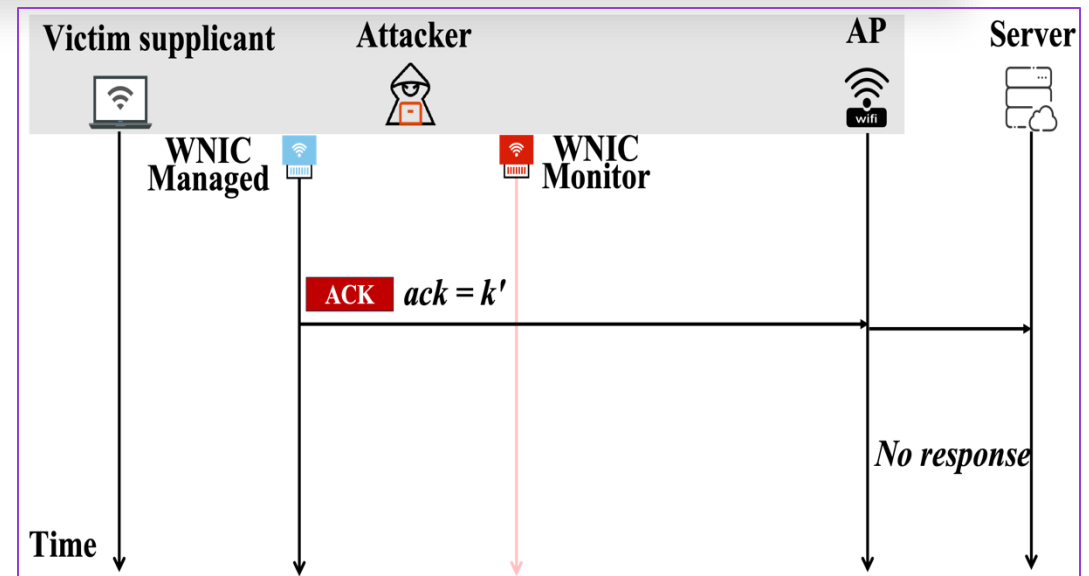 Victim supplicant
Attacker
AP
Server
wifi
WNIC
Managed
WNIC
Monitor
ACK
ack = k'
No response
Time